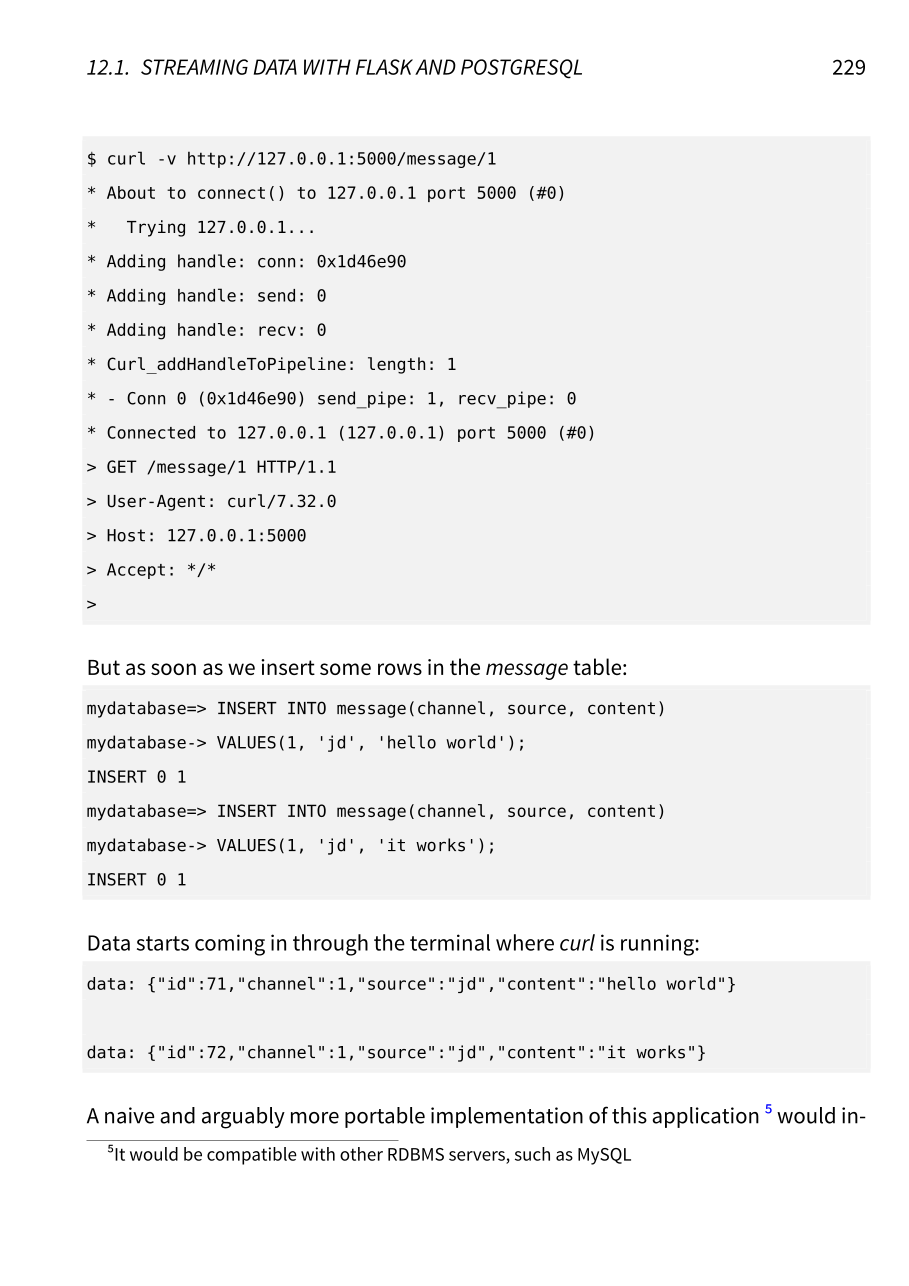 12.1. STREAMING DATA WITH FLASK AND POSTGRESQL 229
$ curl -v http://127.0.0.1:5000/message/1
* About to connect() to 127.0.0.1 port 5000 (#0)
*   Trying 127.0.0.1...
* Adding handle: conn: 0x1d46e90
* Adding handle: send: 0
* Adding handle: recv: 0
* Curl_addHandleToPipeline: length: 1
* - Conn 0 (0x1d46e90) send_pipe: 1, recv_pipe: 0
* Connected to 127.0.0.1 (127.0.0.1) port 5000 (#0)
> GET /message/1 HTTP/1.1
> User-Agent: curl/7.32.0
> Host: 127.0.0.1:5000
> Accept: */*
>
But as soon as we insert some rows in the message table:
mydatabase=> INSERT INTO message(channel, source, content)
mydatabase-> VALUES(1, 'jd', 'hello world');
INSERT 0 1
mydatabase=> INSERT INTO message(channel, source, content)
mydatabase-> VALUES(1, 'jd', 'it works');
INSERT 0 1
Data starts coming in through the terminal where curl is running:
data: {"id":71,"channel":1,"source":"jd","content":"hello world"}
data: {"id":72,"channel":1,"source":"jd","content":"it works"}
A naive and arguably more portable implementation of this application 5 would in-
5It would be compatible with other RDBMS servers, such as MySQL